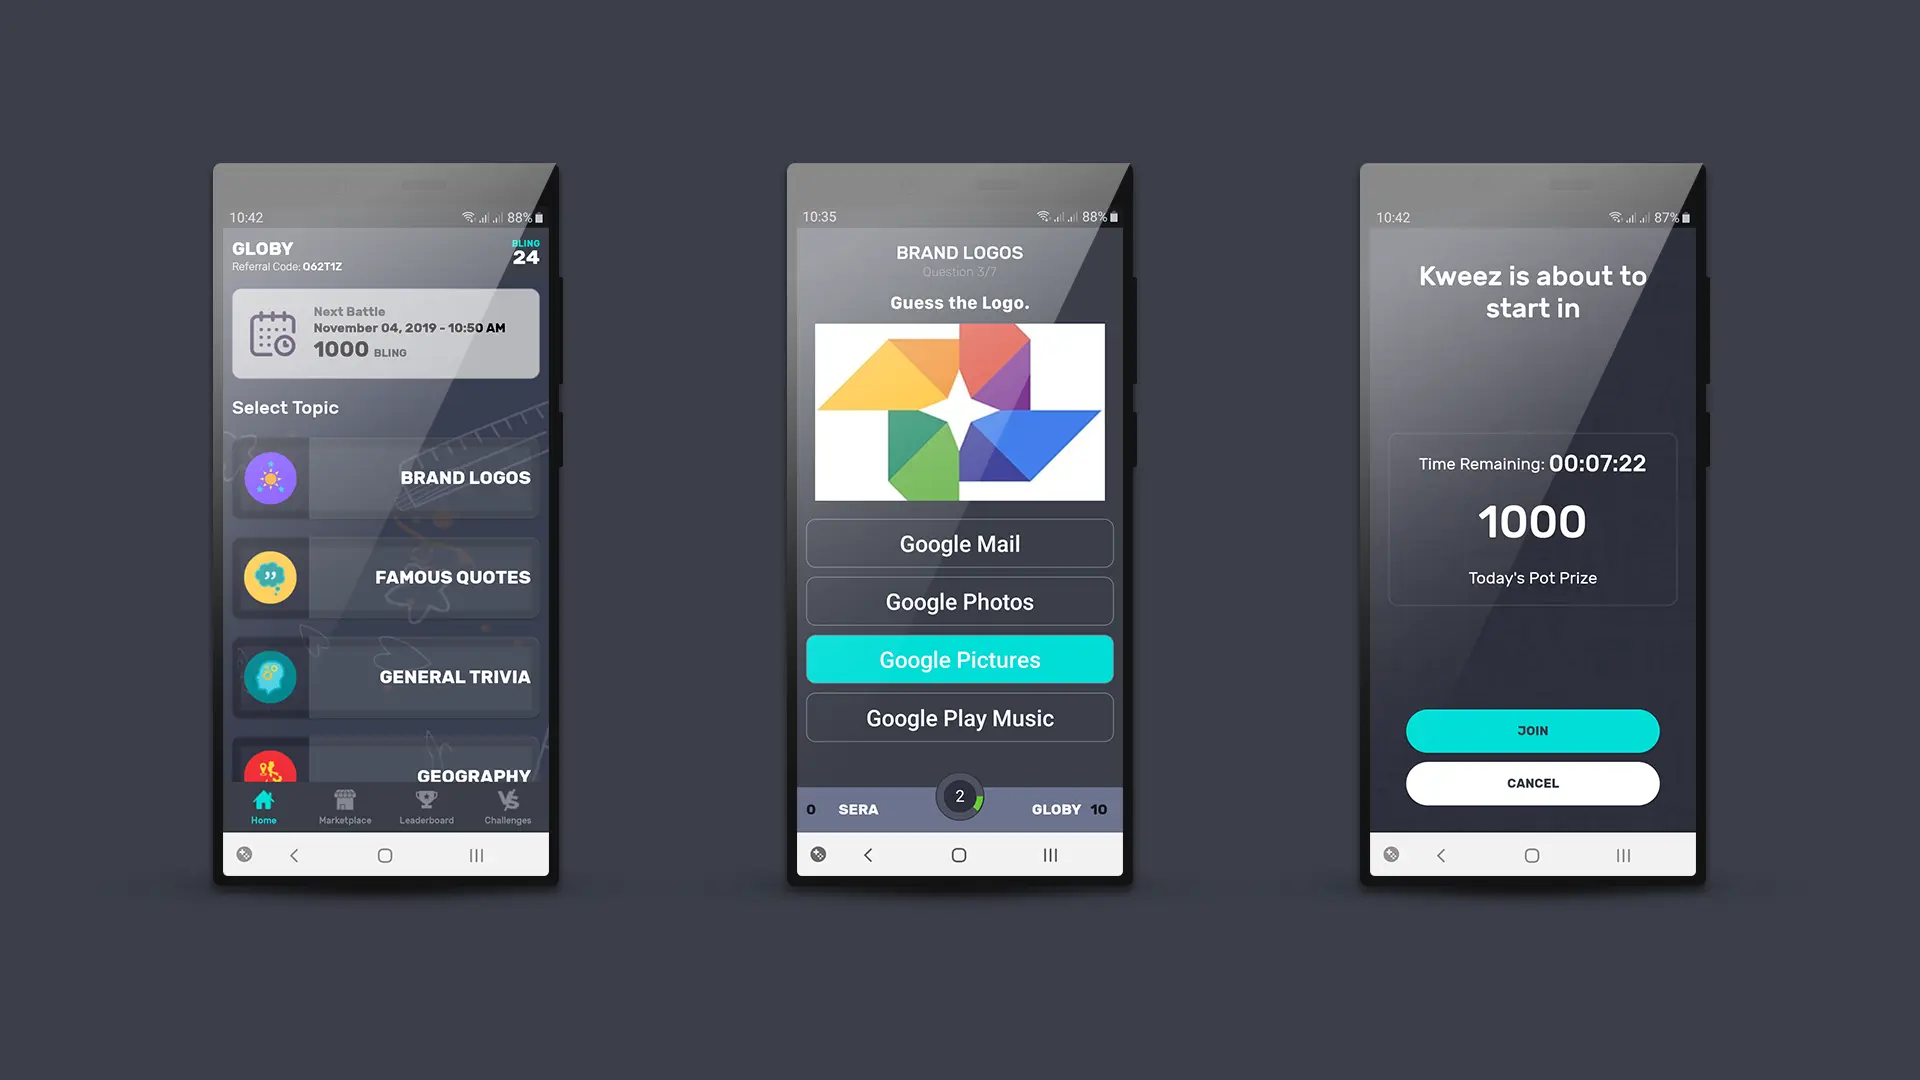 10:42
88%
GLOBY
BLING
Referral Code: O62T1Z
24
Next Battle
November 04, 2019 - 10:50 AM
1000 BLING
Select Topic
BRAND LOGOS
FAMOUS QUOTES
GENERAL TRIVIA
GEOGRAPHY
Home
Marketplace
Leaderboard
VS
Challenges
10:35
88%
BRAND LOGOS
Question 3/7
Guess the Logo.
Google Mail
Google Photos
Google Pictures
Google Play Music
0 SERA
2
GLOBY 10
10:42
87%
Kweez is about to
start in
Time Remaining: 00:07:22
1000
Today's Pot Prize
JOIN
CANCEL